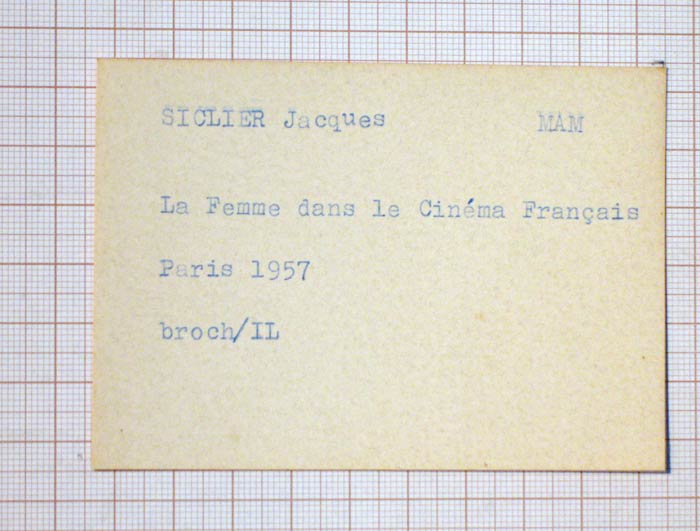 SICLIER Jacques MAM
La Femme dans le Cinéma Français
Paris 1957
broch/IL